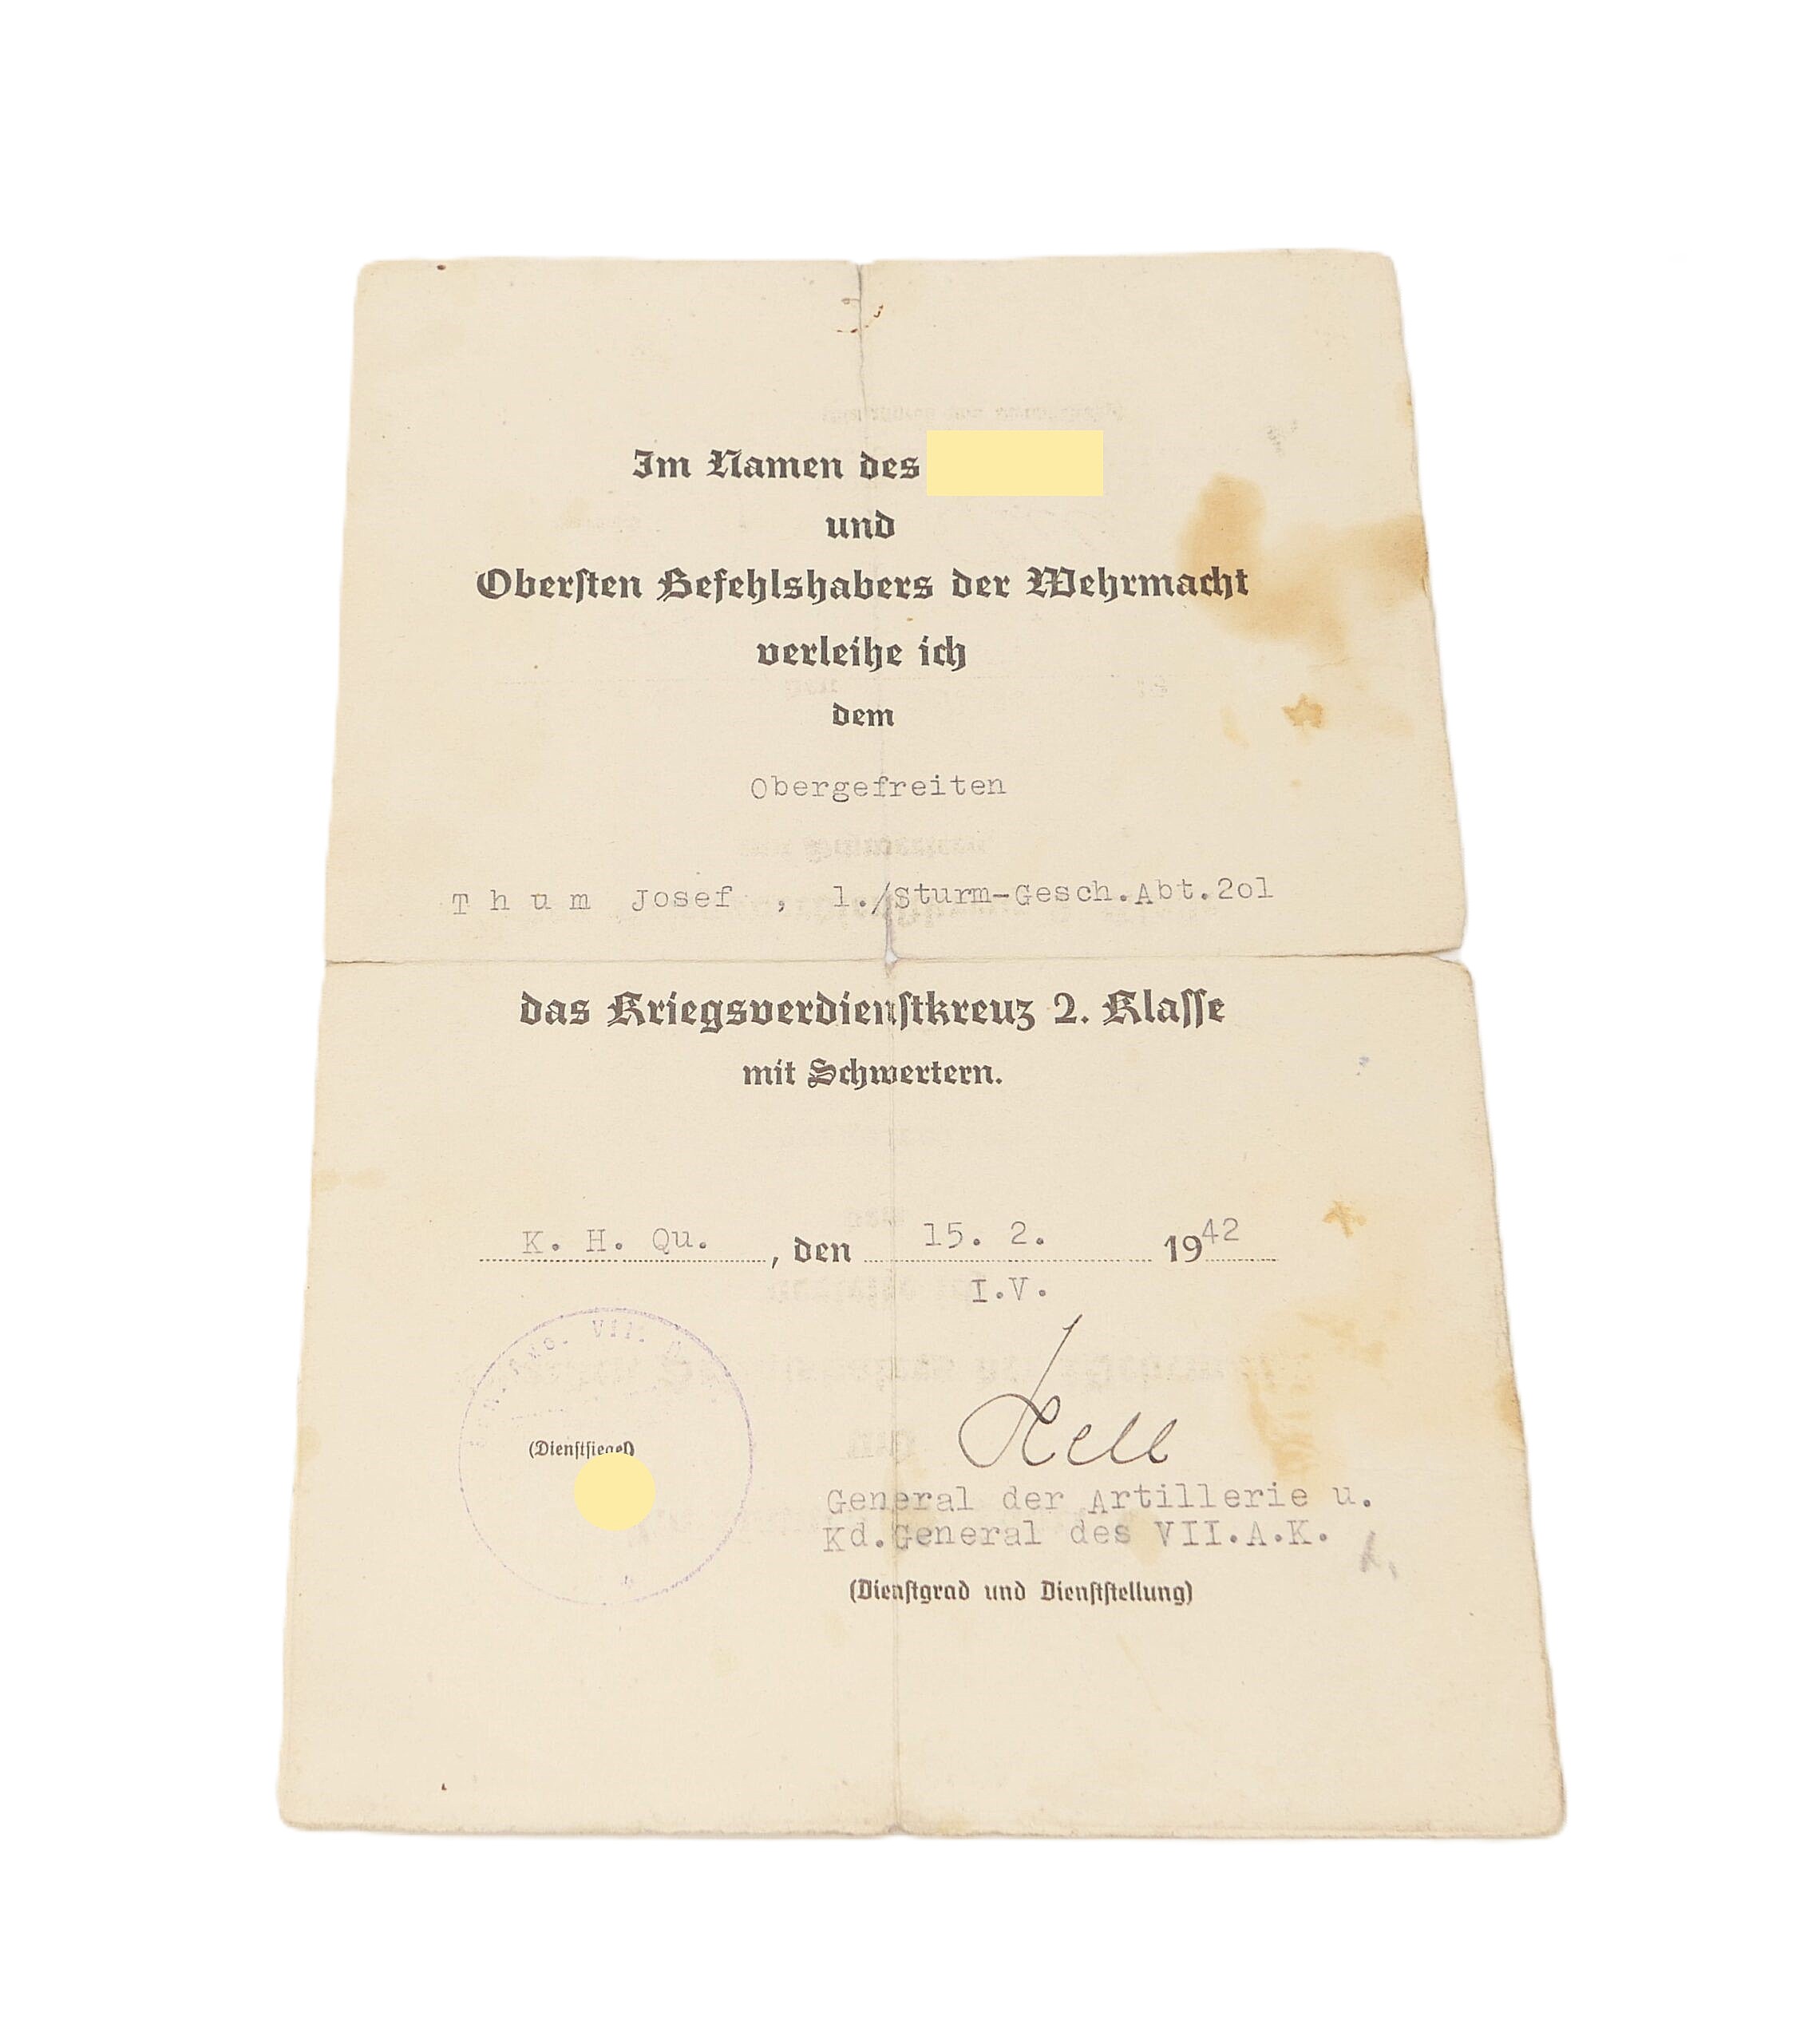 Im Namen des
und
Obersten Befehlshabers der Wehrmacht
verleihe ich
dem
Obergefreiten
Thum Josef , 1./Sturm-Gesch.Abt.2o1
das Kriegsverdienstkreuz 2. Klasse
mit Schwertern.
K. H. Qu. , den 15. 2. 1942
I.V.
(Dienstsiegel)
Hell
General der Artillerie u.
Kd.General des VII.A.K.
(Dienstgrad und Dienststellung)